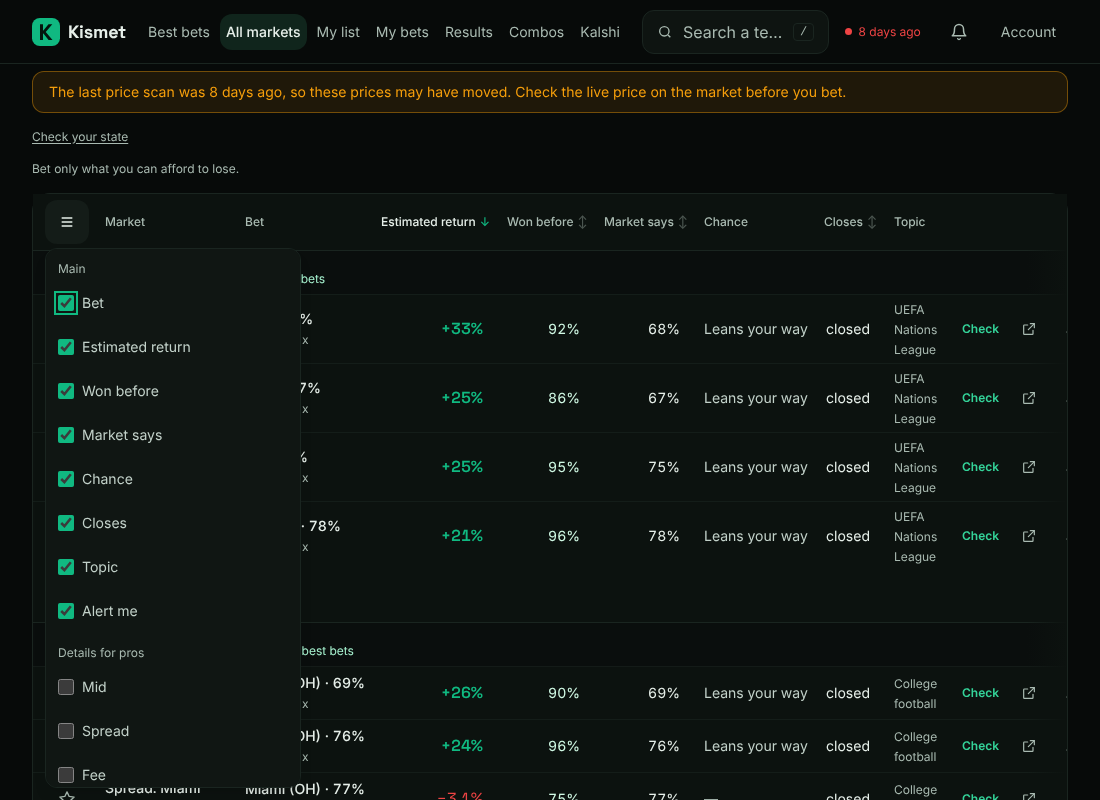 K Kismet
Best bets
All markets
My list
My bets
Results
Combos
Kalshi
Search a te...
/
8 days ago
Account
The last price scan was 8 days ago, so these prices may have moved. Check the live price on the market before you bet.
Check your state
Bet only what you can afford to lose.
Market Bet Estimated return ↓ Won before Market says Chance Closes Topic
Main
Bet
Estimated return
Won before
Market says
Chance
Closes
Topic
Alert me
Details for pros
Mid
Spread
Fee
bets
%
x
+33% 92% 68% Leans your way closed
UEFA
Nations
League
Check
7%
x
+25% 86% 67% Leans your way closed
UEFA
Nations
League
Check
%
x
+25% 95% 75% Leans your way closed
UEFA
Nations
League
Check
· 78%
x
+21% 96% 78% Leans your way closed
UEFA
Nations
League
Check
best bets
OH) · 69%
x
+26% 90% 69% Leans your way closed
College
football
Check
OH) · 76%
x
+24% 96% 76% Leans your way closed
College
football
Check
Spread: Miami
Miami (OH) · 77%
−3.4% 75% 77% — closed
College
Check